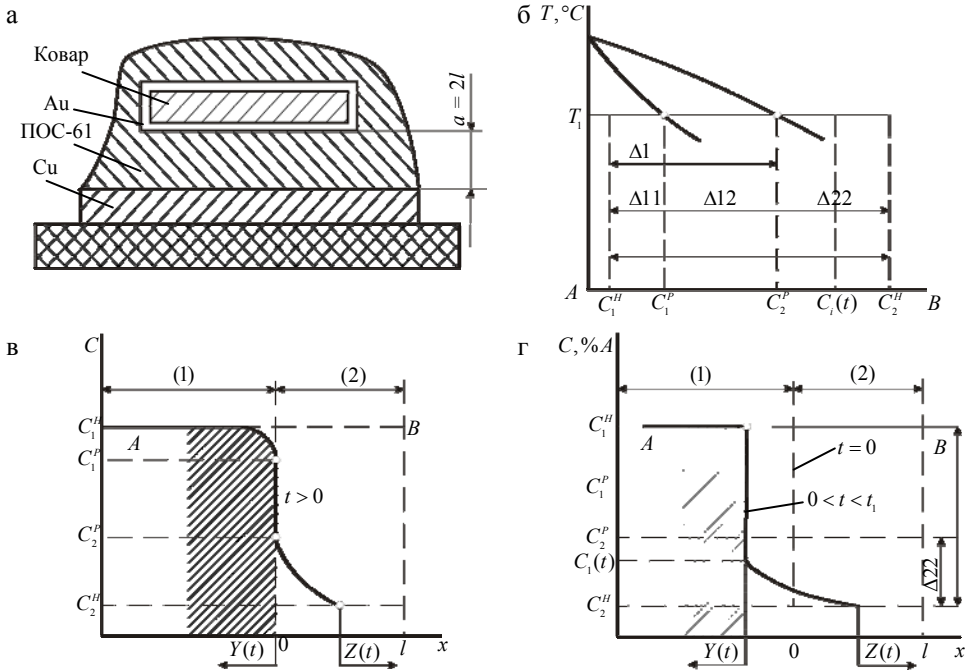 а
Ковар
Au
ПОС-61
Cu
a = 2l
б
T, °C
T₁
Δ1
Δ11
Δ12
Δ22
A
C₁ᴴ
C₁ᴾ
C₂ᴾ
Cᵢ(t)
C₂ᴴ
B
в
C
(1)
(2)
C₁ᴴ
A
B
C₁ᴾ
t > 0
C₂ᴾ
C₂ᴴ
Y(t)
0
Z(t)
l
x
г
C, %A
(1)
(2)
C₁ᴴ
A
t = 0
B
C₁ᴾ
0 < t < t₁
C₂ᴾ
C₁(t)
Δ22
C₂ᴴ
Y(t)
0
Z(t)
l
x